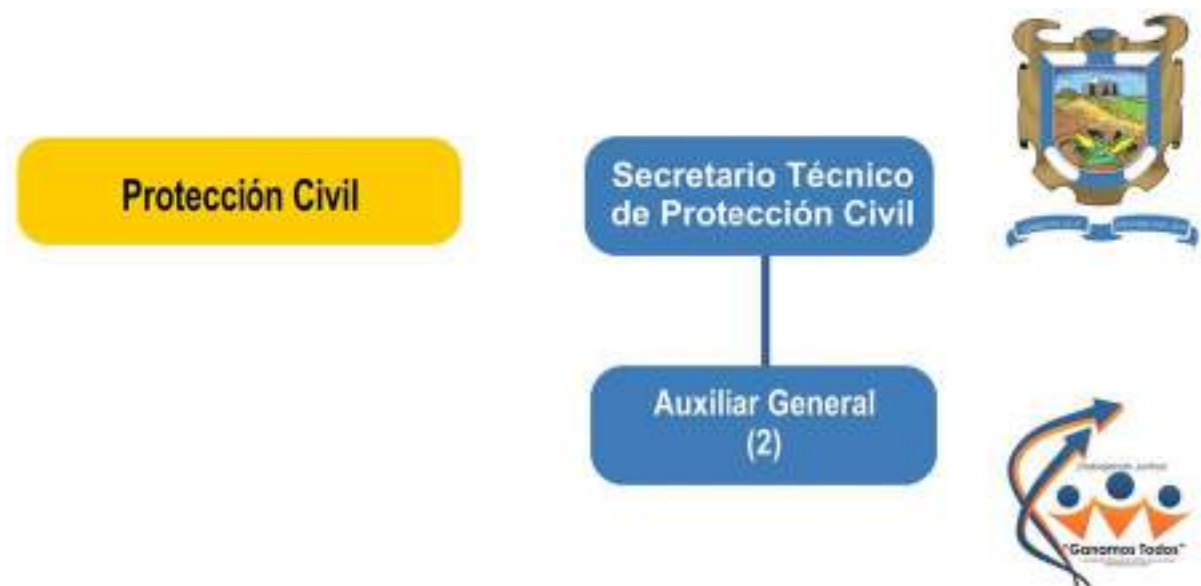 Protección Civil
Secretario Técnico
de Protección Civil
Auxiliar General
(2)
"Ganamos Todos"